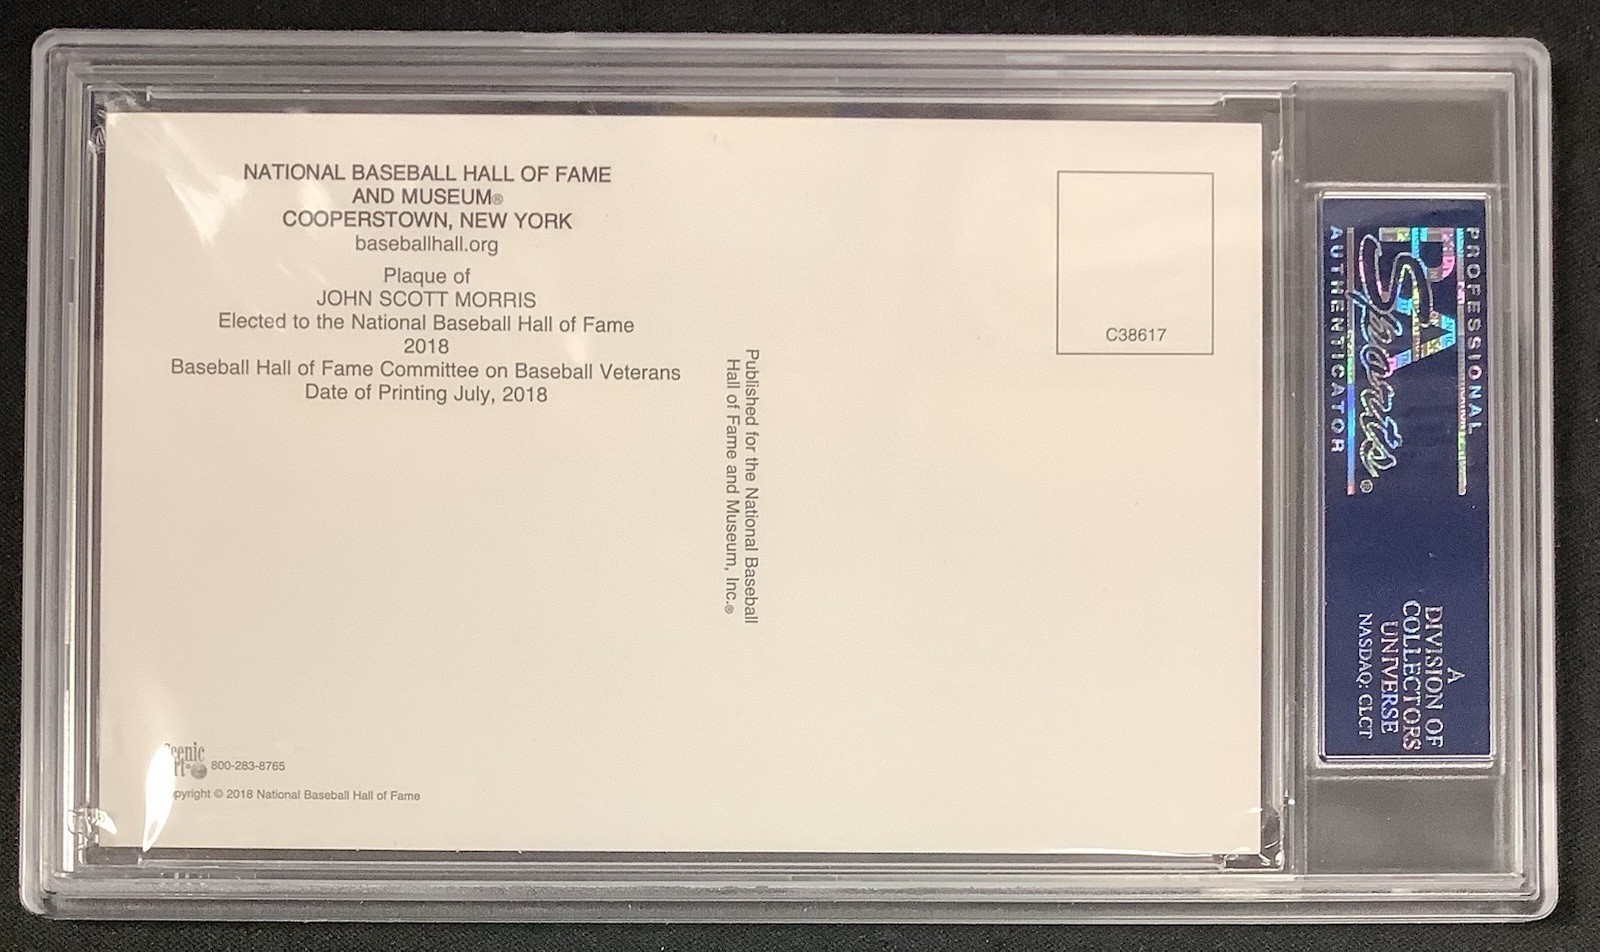 NATIONAL BASEBALL HALL OF FAME
AND MUSEUM®
COOPERSTOWN, NEW YORK
baseballhall.org
Plaque of
JOHN SCOTT MORRIS
Elected to the National Baseball Hall of Fame
2018
Baseball Hall of Fame Committee on Baseball Veterans
Date of Printing July, 2018
Published for the National Baseball
Hall of Fame and Museum, Inc.®
C38617
800-283-8765
© 2018 National Baseball Hall of Fame
PROFESSIONAL
PSA
Sports®
AUTHENTICATOR
A
DIVISION OF
COLLECTORS
UNIVERSE
NASDAQ: CLCT